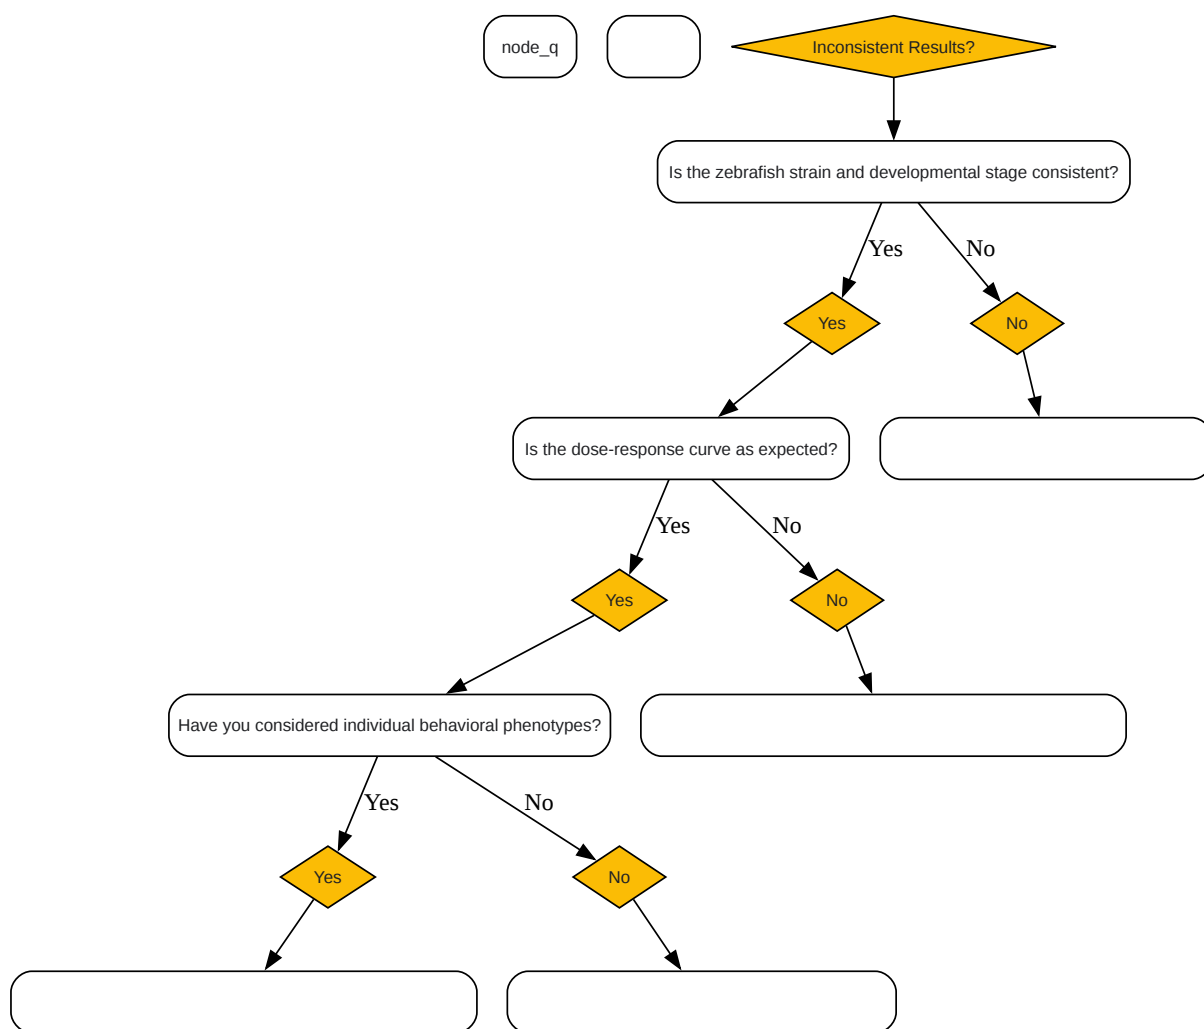 node_q
Inconsistent Results?
Is the zebrafish strain and developmental stage consistent?
Yes
No
Yes
No
Is the dose-response curve as expected?
Yes
No
Yes
No
Have you considered individual behavioral phenotypes?
Yes
No
Yes
No